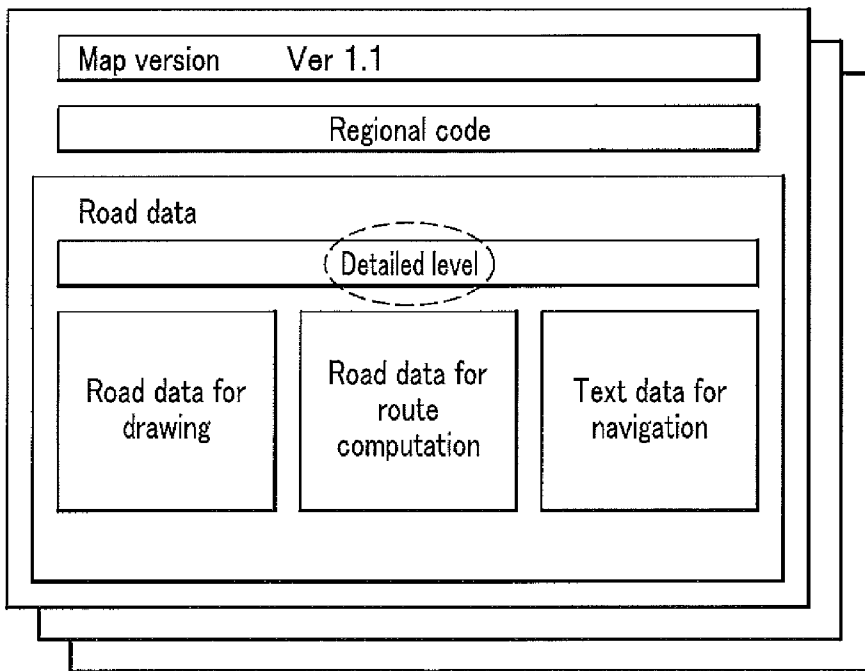 Map version Ver 1.1
Regional code
Road data
Detailed level
Road data for
drawing
Road data for
route
computation
Text data for
navigation